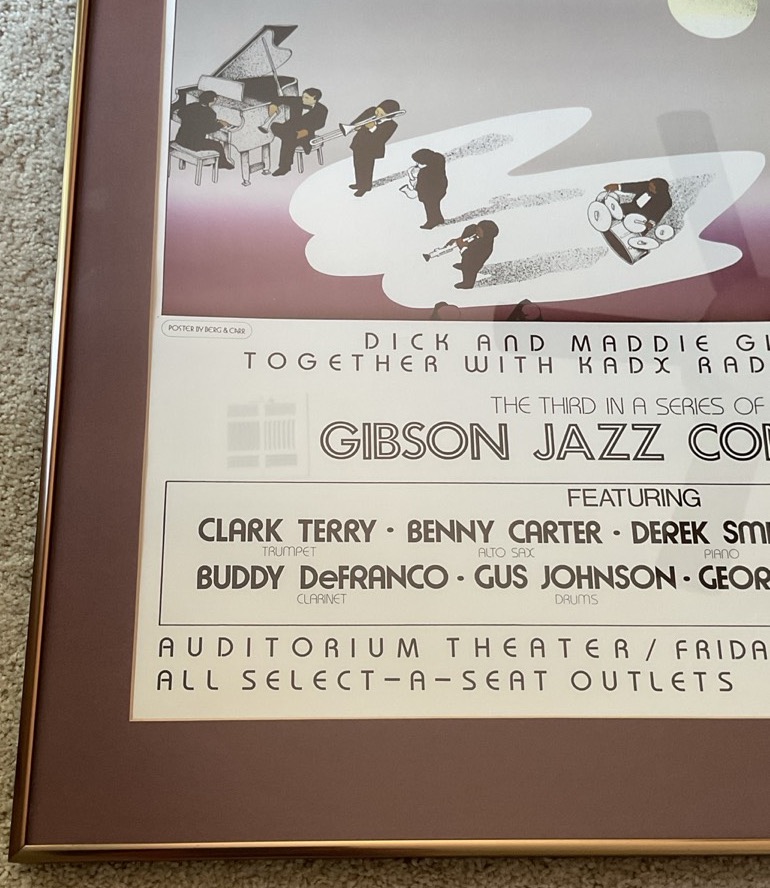 POSTER BY BERG & CARR
DICK AND MADDIE GI
TOGETHER WITH KADX RAD
THE THIRD IN A SERIES OF
GIBSON JAZZ CO
FEATURING
CLARK TERRY · BENNY CARTER · DEREK SM
TRUMPET ALTO SAX PIANO
BUDDY DeFRANCO · GUS JOHNSON · GEOR
CLARINET DRUMS
AUDITORIUM THEATER / FRIDA
ALL SELECT-A-SEAT OUTLETS